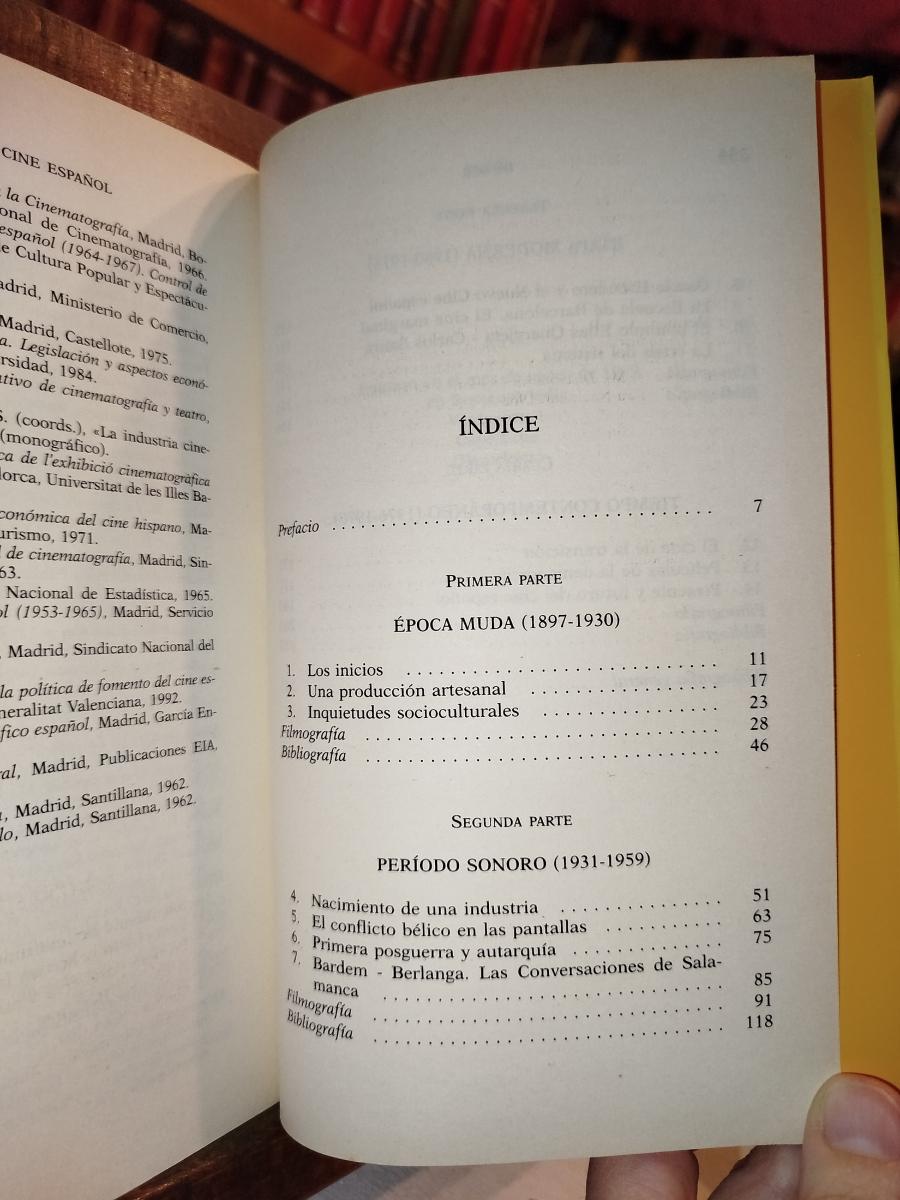 CINE ESPAÑOL
la Cinematografía, Madrid, Bo-
onal de Cinematografía, 1966.
español (1964-1967). Control de
e Cultura Popular y Espectácu-
adrid, Ministerio de Comercio,
Madrid, Castellote, 1975.
a. Legislación y aspectos econó-
rsidad, 1984.
ativo de cinematografía y teatro,
S. (coords.), «La industria cine-
(monográfico).
ca de l'exhibició cinematogràfica
lorca, Universitat de les Illes Ba-
conómica del cine hispano, Ma-
urismo, 1971.
l de cinematografía, Madrid, Sin-
63.
Nacional de Estadística, 1965.
ol (1953-1965), Madrid, Servicio
, Madrid, Sindicato Nacional del
la política de fomento del cine es-
neralitat Valenciana, 1992.
fico español, Madrid, García En-
ral, Madrid, Publicaciones EIA,
, Madrid, Santillana, 1962.
lo, Madrid, Santillana, 1962.
ÍNDICE
Prefacio . . . . . . . . . . . . . . . . . . . . 7
PRIMERA PARTE
ÉPOCA MUDA (1897-1930)
1. Los inicios . . . . . . . . . . . . . . . . . . . . 11
2. Una producción artesanal . . . . . . . . . . . . 17
3. Inquietudes socioculturales . . . . . . . . . . . . 23
Filmografía . . . . . . . . . . . . . . . . . . . . 28
Bibliografía . . . . . . . . . . . . . . . . . . . . 46
SEGUNDA PARTE
PERÍODO SONORO (1931-1959)
4. Nacimiento de una industria . . . . . . . . . . . . 51
5. El conflicto bélico en las pantallas . . . . . . . . 63
6. Primera posguerra y autarquía . . . . . . . . . . 75
7. Bardem - Berlanga. Las Conversaciones de Sala-
manca . . . . . . . . . . . . . . . . . . . . 85
Filmografía . . . . . . . . . . . . . . . . . . . . 91
Bibliografía . . . . . . . . . . . . . . . . . . . . 118